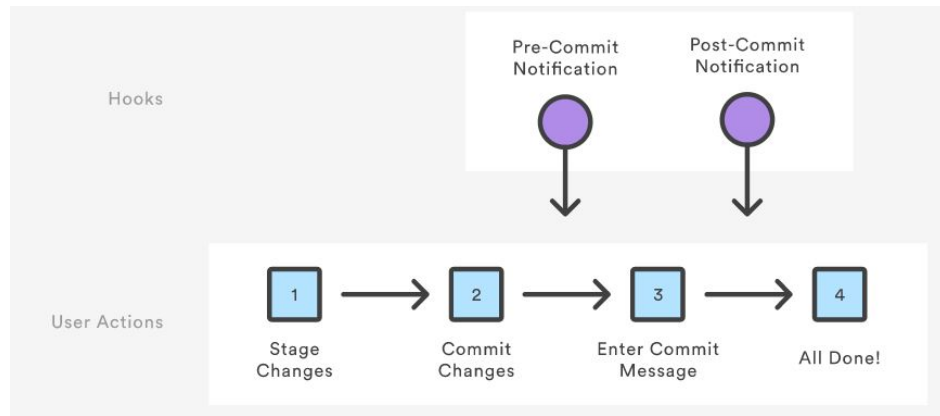 Pre-Commit
Notification
Post-Commit
Notification
Hooks
User Actions
1
2
3
4
Stage
Changes
Commit
Changes
Enter Commit
Message
All Done!